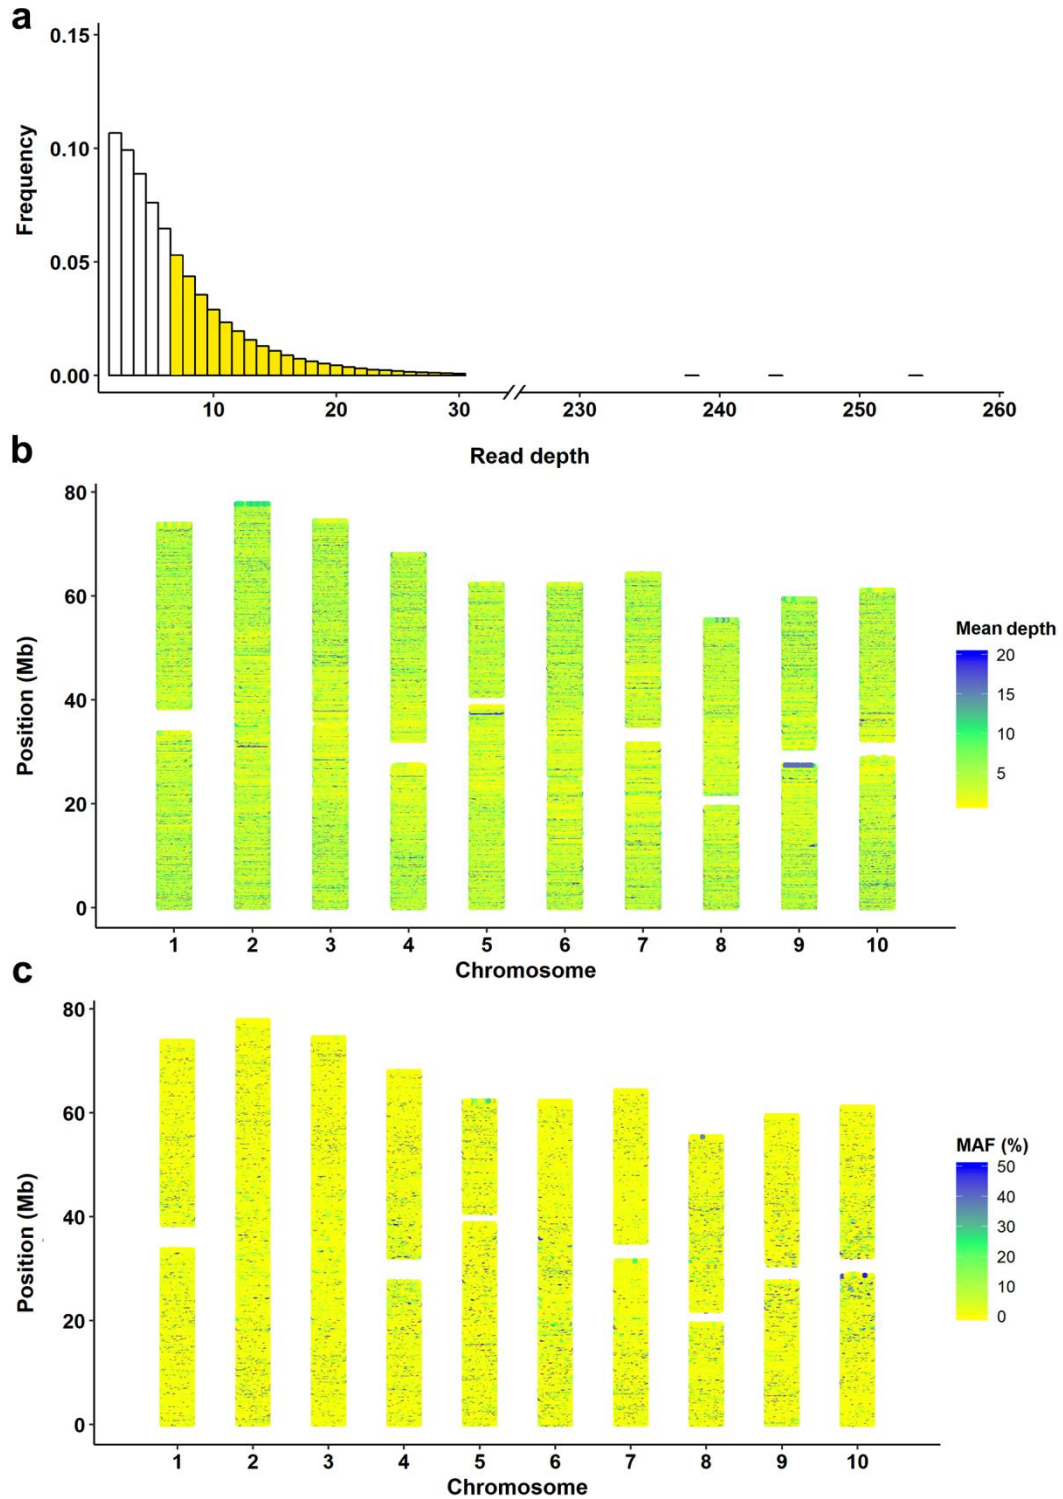 a
0.15
0.10
0.05
0.00
Frequency
10 20 30 230 240 250 260
Read depth
b
80
60
40
20
0
Position (Mb)
1 2 3 4 5 6 7 8 9 10
Chromosome
Mean depth
20
15
10
5
c
80
60
40
20
0
Position (Mb)
1 2 3 4 5 6 7 8 9 10
Chromosome
MAF (%)
50
40
30
20
10
0